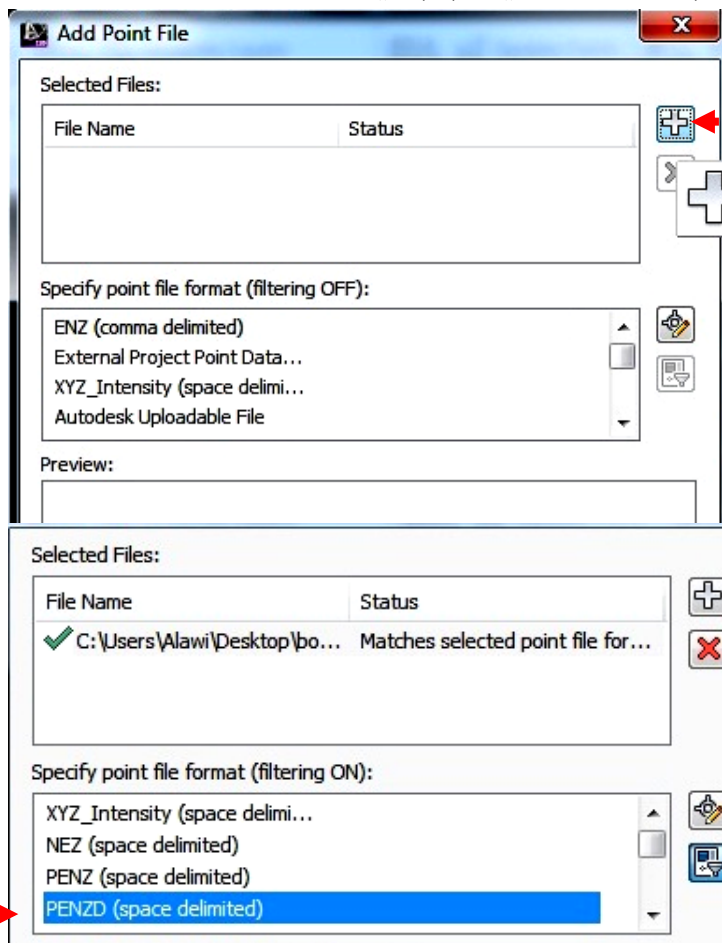 Add Point File
Selected Files:
File Name Status
Specify point file format (filtering OFF):
ENZ (comma delimited)
External Project Point Data...
XYZ_Intensity (space delimi...
Autodesk Uploadable File
Preview:
Selected Files:
File Name Status
C:\Users\Alawi\Desktop\bo... Matches selected point file for...
Specify point file format (filtering ON):
XYZ_Intensity (space delimi...
NEZ (space delimited)
PENZ (space delimited)
PENZD (space delimited)